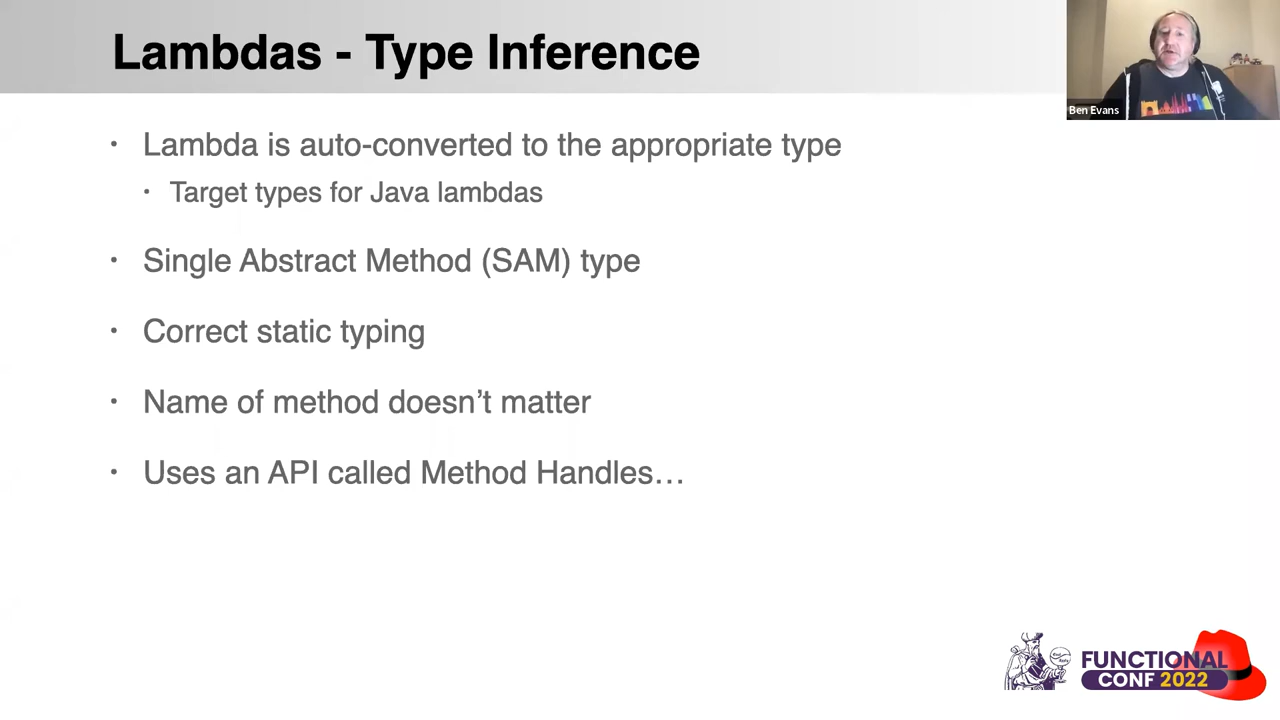 Lambdas - Type Inference
Ben Evans
• Lambda is auto-converted to the appropriate type
• Target types for Java lambdas
• Single Abstract Method (SAM) type
• Correct static typing
• Name of method doesn’t matter
• Uses an API called Method Handles…
FUNCTIONAL
CONF 2022